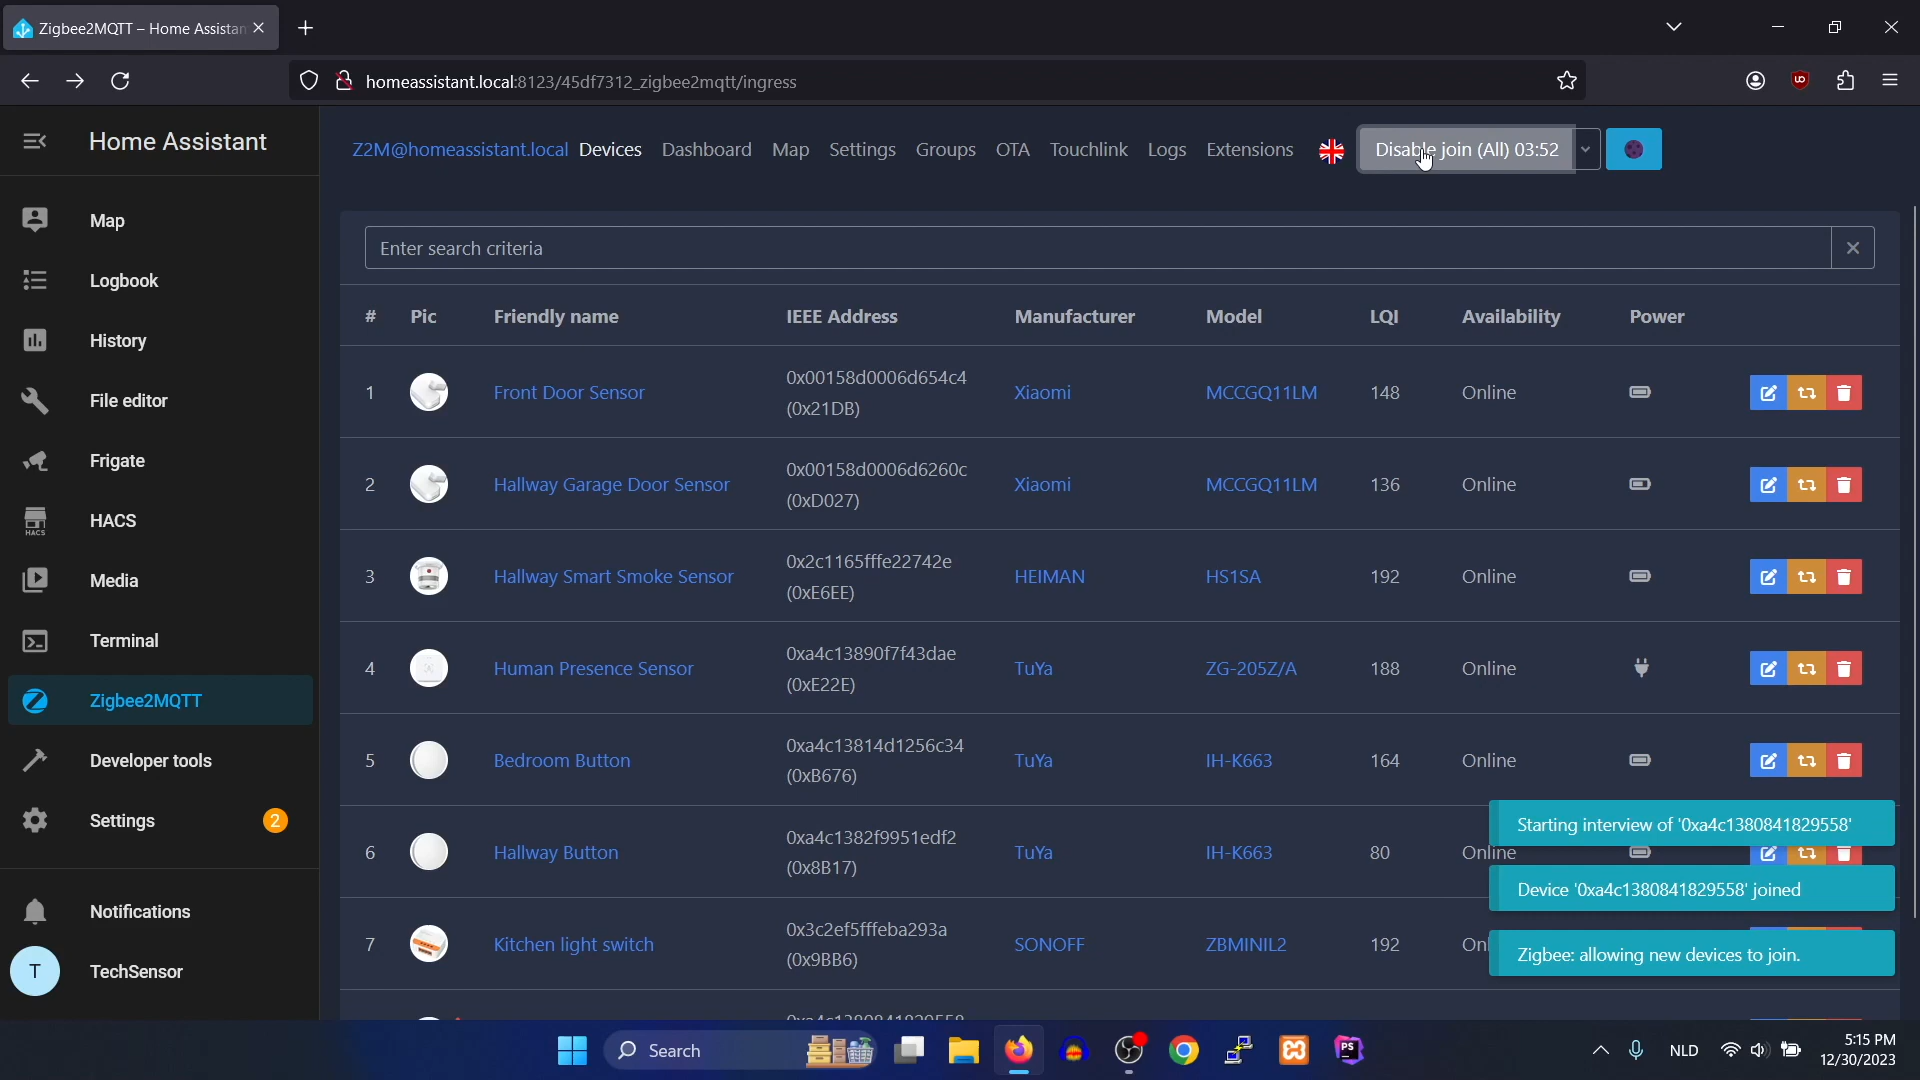 Zigbee2MQTT – Home Assistan
homeassistant.local:8123/45df7312_zigbee2mqtt/ingress
Home Assistant
Map
Logbook
History
File editor
Frigate
HACS
HACS
Media
Terminal
Zigbee2MQTT
Developer tools
Settings 2
Notifications
T TechSensor
Z2M@homeassistant.local Devices Dashboard Map Settings Groups OTA Touchlink Logs Extensions Disable join (All) 03:52
Enter search criteria
# Pic Friendly name IEEE Address Manufacturer Model LQI Availability Power
1 Front Door Sensor 0x00158d0006d654c4 Xiaomi MCCGQ11LM 148 Online
(0x21DB)
2 Hallway Garage Door Sensor 0x00158d0006d6260c Xiaomi MCCGQ11LM 136 Online
(0xD027)
3 Hallway Smart Smoke Sensor 0x2c1165fffe22742e HEIMAN HS1SA 192 Online
(0xE6EE)
4 Human Presence Sensor 0xa4c13890f7f43dae TuYa ZG-205Z/A 188 Online
(0xE22E)
5 Bedroom Button 0xa4c13814d1256c34 TuYa IH-K663 164 Online
(0xB676)
6 Hallway Button 0xa4c1382f9951edf2 TuYa IH-K663 80 Online
(0x8B17)
7 Kitchen light switch 0x3c2ef5fffeba293a SONOFF ZBMINIL2 192 Onl
(0x9BB6)
Starting interview of '0xa4c1380841829558'
Device '0xa4c1380841829558' joined
Zigbee: allowing new devices to join.
Search
PS
NLD
5:15 PM
12/30/2023